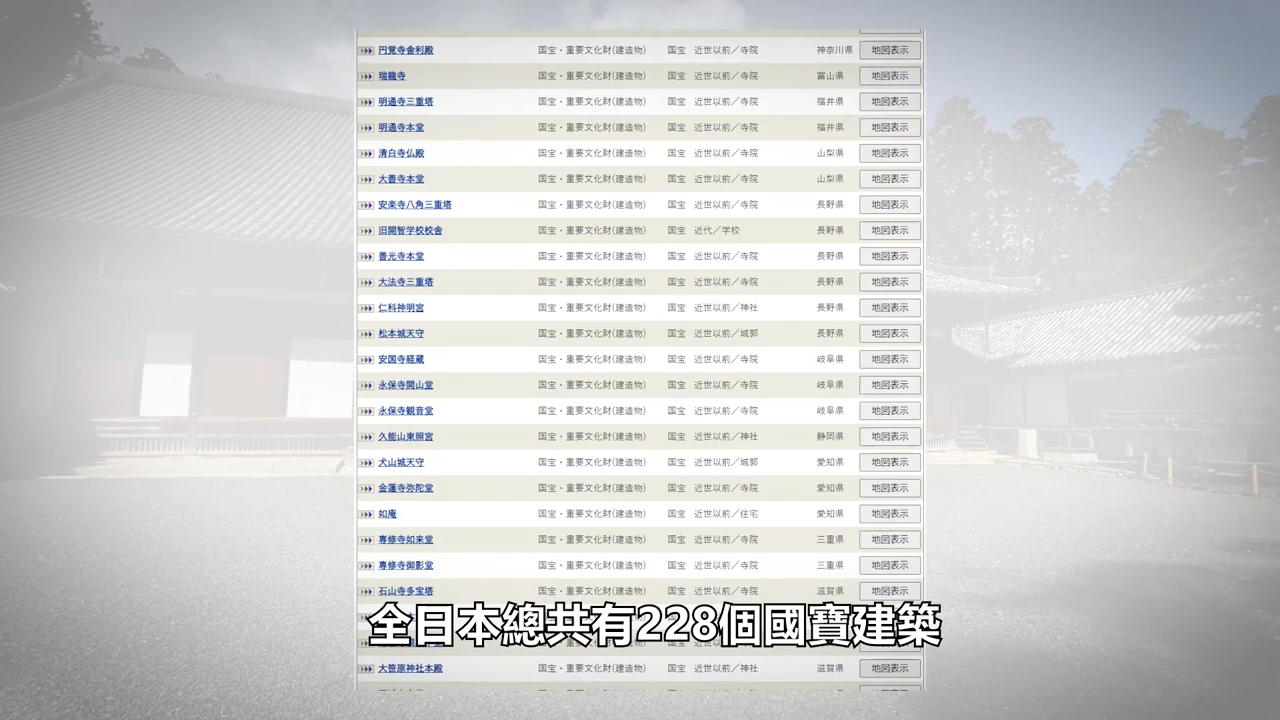 円覚寺舎利殿 国宝・重要文化財(建造物) 国宝 近世以前／寺院 神奈川県 地図表示
瑞龍寺 国宝・重要文化財(建造物) 国宝 近世以前／寺院 富山県 地図表示
明通寺三重塔 国宝・重要文化財(建造物) 国宝 近世以前／寺院 福井県 地図表示
明通寺本堂 国宝・重要文化財(建造物) 国宝 近世以前／寺院 福井県 地図表示
清白寺仏殿 国宝・重要文化財(建造物) 国宝 近世以前／寺院 山梨県 地図表示
大善寺本堂 国宝・重要文化財(建造物) 国宝 近世以前／寺院 山梨県 地図表示
安楽寺八角三重塔 国宝・重要文化財(建造物) 国宝 近世以前／寺院 長野県 地図表示
旧開智学校校舎 国宝・重要文化財(建造物) 国宝 近代／学校 長野県 地図表示
善光寺本堂 国宝・重要文化財(建造物) 国宝 近世以前／寺院 長野県 地図表示
大法寺三重塔 国宝・重要文化財(建造物) 国宝 近世以前／寺院 長野県 地図表示
仁科神明宮 国宝・重要文化財(建造物) 国宝 近世以前／神社 長野県 地図表示
松本城天守 国宝・重要文化財(建造物) 国宝 近世以前／城郭 長野県 地図表示
安国寺経蔵 国宝・重要文化財(建造物) 国宝 近世以前／寺院 岐阜県 地図表示
永保寺開山堂 国宝・重要文化財(建造物) 国宝 近世以前／寺院 岐阜県 地図表示
永保寺観音堂 国宝・重要文化財(建造物) 国宝 近世以前／寺院 岐阜県 地図表示
久能山東照宮 国宝・重要文化財(建造物) 国宝 近世以前／神社 静岡県 地図表示
犬山城天守 国宝・重要文化財(建造物) 国宝 近世以前／城郭 愛知県 地図表示
金蓮寺弥陀堂 国宝・重要文化財(建造物) 国宝 近世以前／寺院 愛知県 地図表示
如庵 国宝・重要文化財(建造物) 国宝 近世以前／住宅 愛知県 地図表示
専修寺如来堂 国宝・重要文化財(建造物) 国宝 近世以前／寺院 三重県 地図表示
専修寺御影堂 国宝・重要文化財(建造物) 国宝 近世以前／寺院 三重県 地図表示
石山寺多宝塔 国宝・重要文化財(建造物) 国宝 近世以前／寺院 滋賀県 地図表示
全日本總共有228個國寶建築
大笹原神社本殿 国宝・重要文化財(建造物) 国宝 近世以前／神社 滋賀県 地図表示